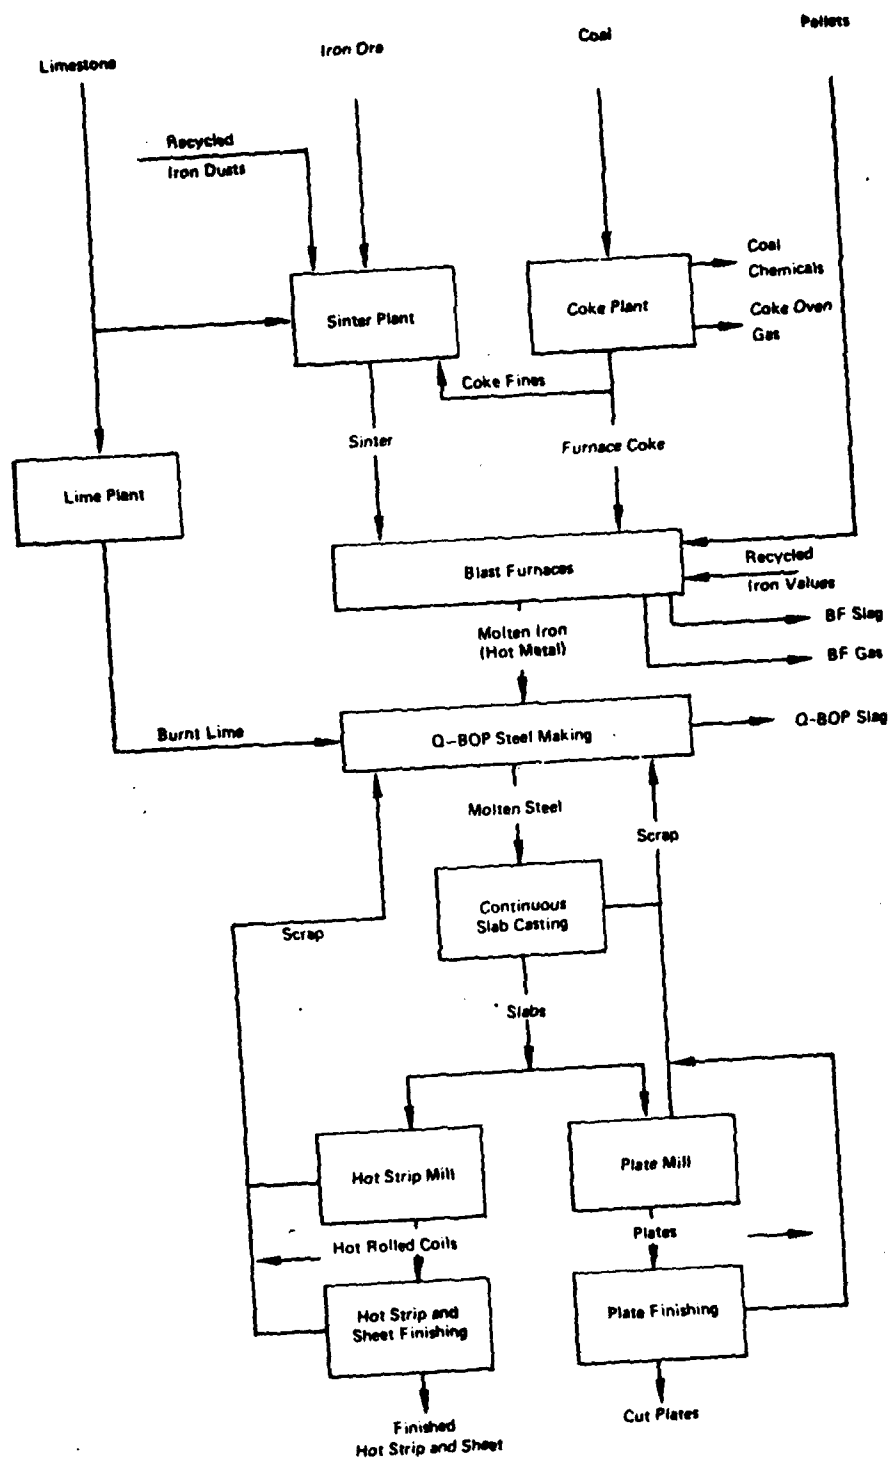 Limestone
Iron Ore
Coal
Pellets
Recycled
Iron Dusts
Coal
Chemicals
Sinter Plant
Coke Plant
Coke Oven
Gas
Coke Fines
Sinter
Furnace Coke
Lime Plant
Blast Furnaces
Recycled
Iron Values
BF Slag
Molten Iron
(Hot Metal)
BF Gas
Burnt Lime
Q-BOP Steel Making
Q-BOP Slag
Molten Steel
Scrap
Continuous
Slab Casting
Scrap
Slabs
Hot Strip Mill
Plate Mill
Hot Rolled Coils
Plates
Hot Strip and
Sheet Finishing
Plate Finishing
Finished
Hot Strip and Sheet
Cut Plates